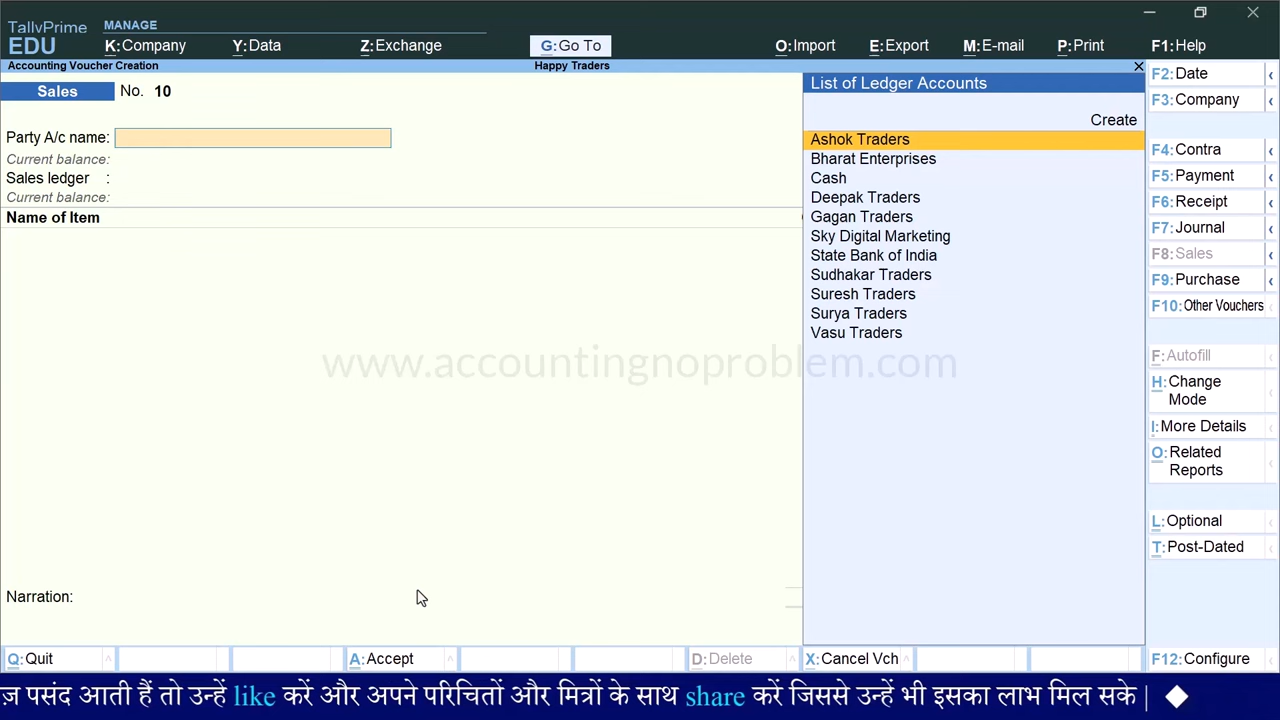 TallyPrime
EDU
MANAGE
K:Company
Y:Data
Z:Exchange
G:Go To
O:Import
E:Export
M:E-mail
P:Print
F1:Help
Accounting Voucher Creation
Happy Traders
Sales
No. 10
Party A/c name:
Current balance:
Sales ledger :
Current balance:
Name of Item
List of Ledger Accounts
Create
Ashok Traders
Bharat Enterprises
Cash
Deepak Traders
Gagan Traders
Sky Digital Marketing
State Bank of India
Sudhakar Traders
Suresh Traders
Surya Traders
Vasu Traders
www.accountingnoproblem.com
Narration:
F2:Date
F3:Company
F4:Contra
F5:Payment
F6:Receipt
F7:Journal
F8:Sales
F9:Purchase
F10:Other Vouchers
F:Autofill
H:Change
Mode
I:More Details
O:Related
Reports
L:Optional
T:Post-Dated
Q:Quit
A:Accept
D:Delete
X:Cancel Vch
F12:Configure
पसंद आती हैं तो उन्हें like करें और अपने परिचितों और मित्रों के साथ share करें जिससे उन्हें भी इसका लाभ मिल सके |